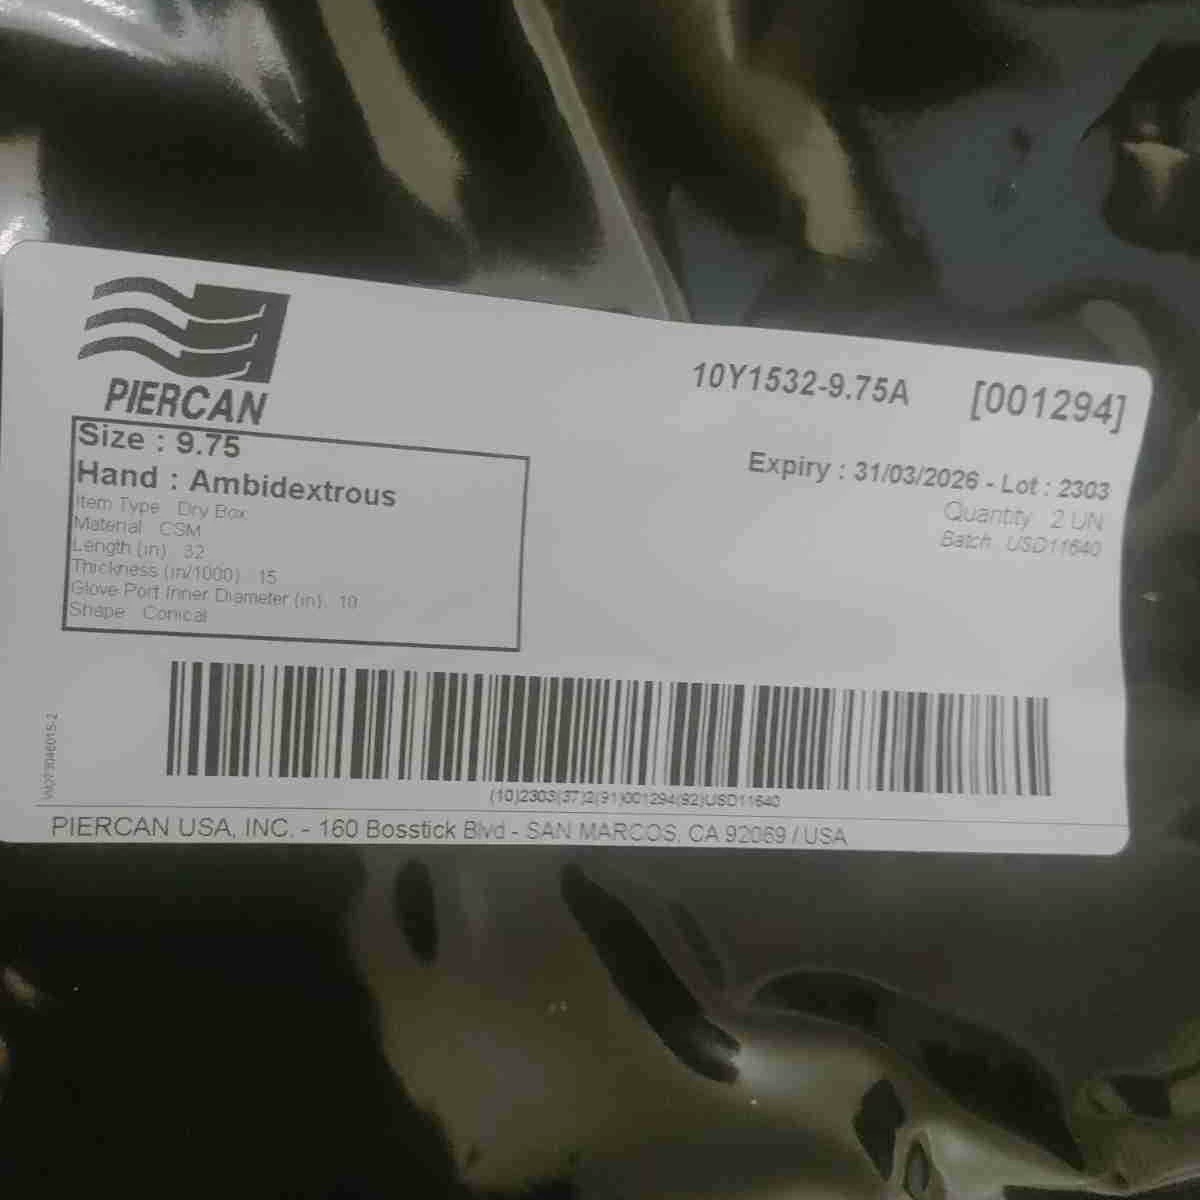 PIERCAN
10Y1532-9.75A [001294]
Size : 9.75
Hand : Ambidextrous
Item Type Dry Box
Material CSM
Length (in) 32
Thickness (in/1000) 15
Glove Port Inner Diameter (in) 10
Shape Conical
Expiry : 31/03/2026 - Lot : 2303
Quantity 2 UN
Batch USD11640
(10)2303(37)2(91)001294(92)USD11640
PIERCAN USA, INC. - 160 Bosstick Blvd - SAN MARCOS, CA 92069 / USA